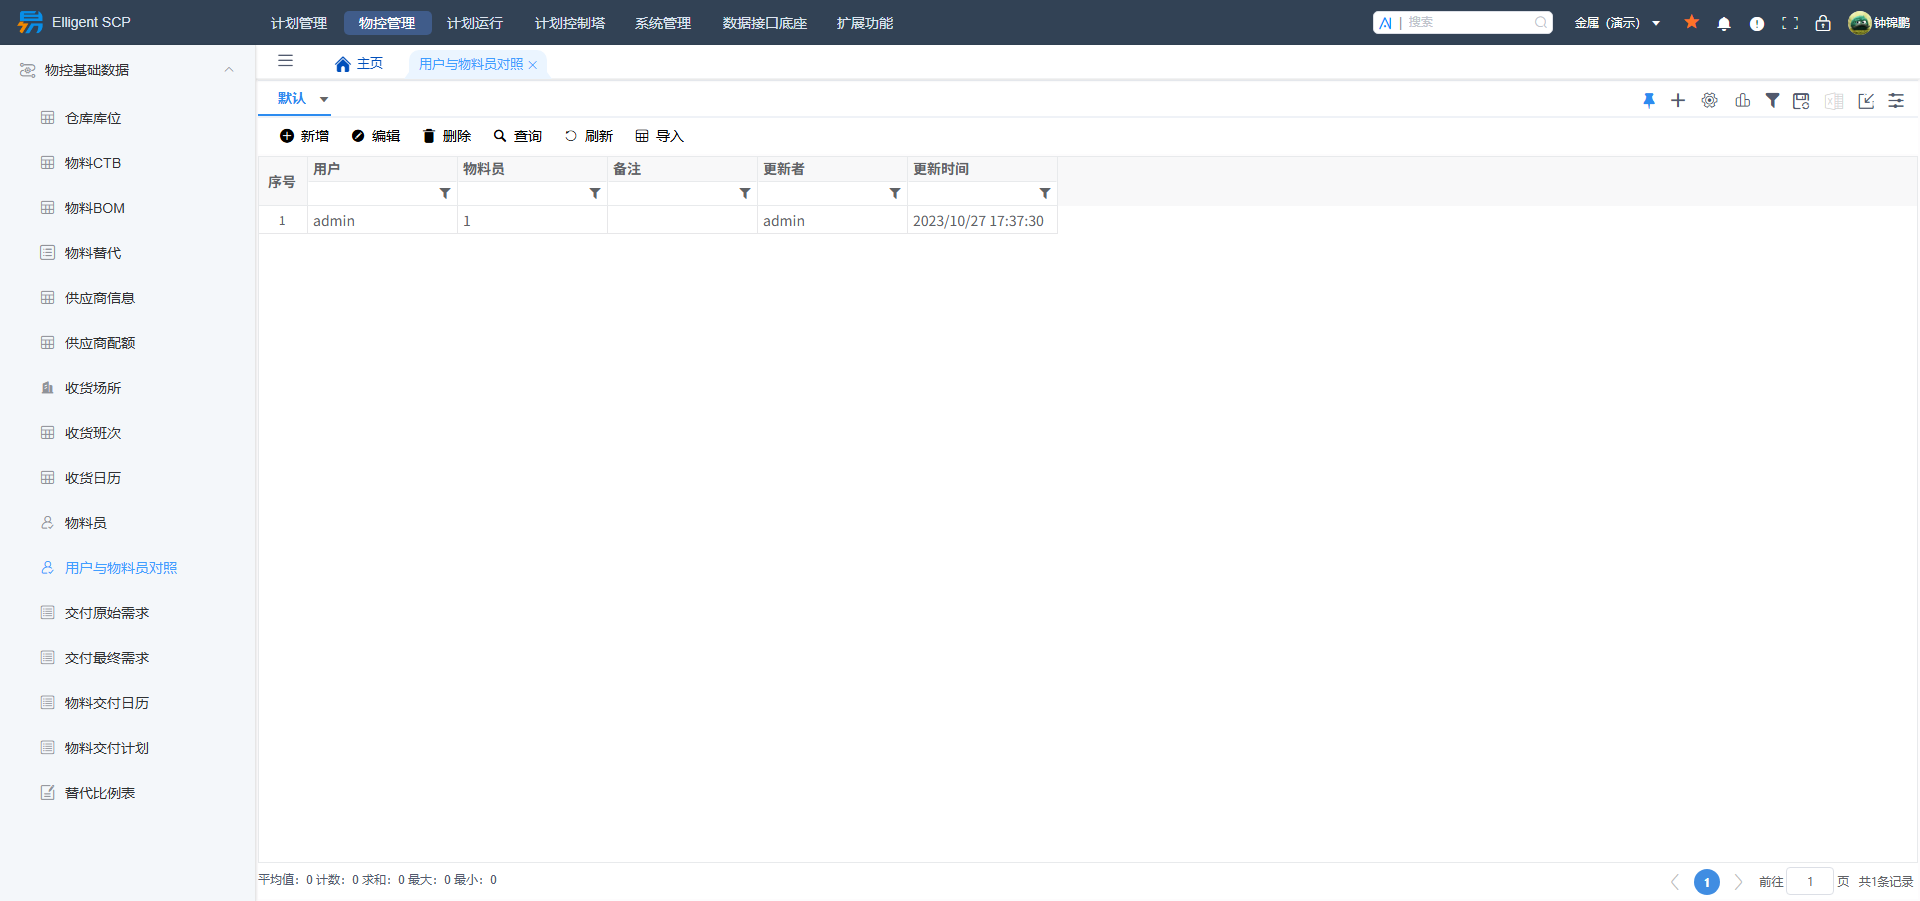 Elligent SCP
计划管理 物控管理 计划运行 计划控制塔 系统管理 数据接口底座 扩展功能
AI | 搜索
金属（演示）
钟锦鹏
物控基础数据
仓库库位
物料CTB
物料BOM
物料替代
供应商信息
供应商配额
收货场所
收货班次
收货日历
物料员
用户与物料员对照
交付原始需求
交付最终需求
物料交付日历
物料交付计划
替代比例表
主页 用户与物料员对照
默认
新增 编辑 删除 查询 刷新 导入
序号 用户 物料员 备注 更新者 更新时间
1 admin 1 admin 2023/10/27 17:37:30
平均值：0 计数：0 求和：0 最大：0 最小：0
1 前往 1 页 共1条记录